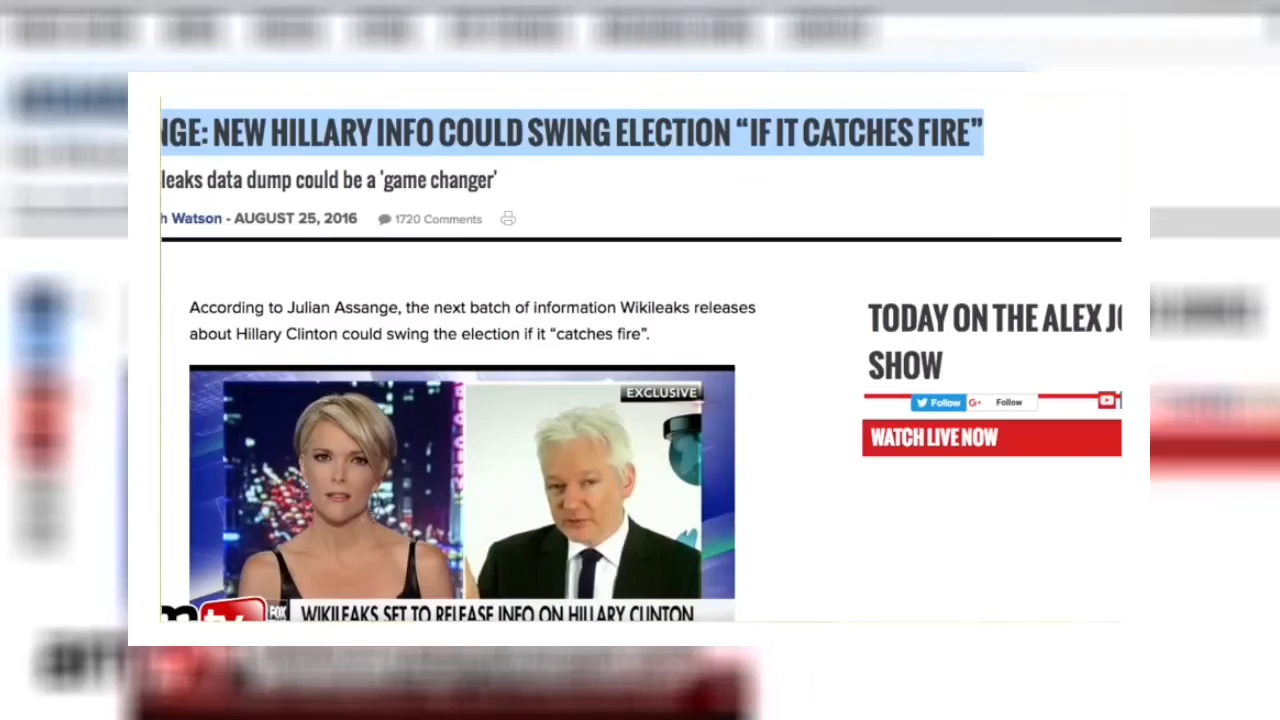 NGE: NEW HILLARY INFO COULD SWING ELECTION “IF IT CATCHES FIRE”
leaks data dump could be a 'game changer'
h Watson - AUGUST 25, 2016 1720 Comments
According to Julian Assange, the next batch of information Wikileaks releases
about Hillary Clinton could swing the election if it “catches fire”.
TODAY ON THE ALEX JO
SHOW
Follow G+ Follow
WATCH LIVE NOW
EXCLUSIVE
FOX
WIKILEAKS SET TO RELEASE INFO ON HILLARY CLINTON